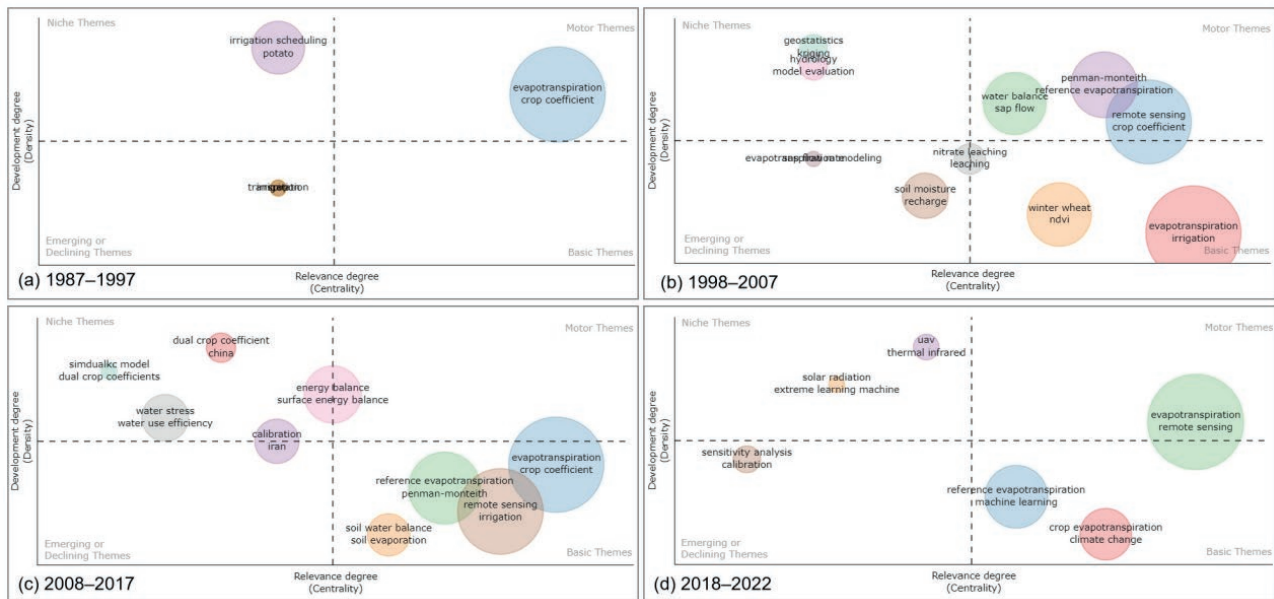 Niche Themes
Motor Themes
irrigation scheduling
potato
evapotranspiration
crop coefficient
Development degree
(Density)
Emerging or
Declining Themes
Basic Themes
Relevance degree
(Centrality)
(a) 1987–1997
Niche Themes
Motor Themes
geostatistics
kriging
hydrology
model evaluation
penman-monteith
reference evapotranspiration
water balance
sap flow
remote sensing
crop coefficient
Development degree
(Density)
nitrate leaching
leaching
modeling
soil moisture
recharge
winter wheat
ndvi
evapotranspiration
irrigation
Emerging or
Declining Themes
Basic Themes
Relevance degree
(Centrality)
(b) 1998–2007
Niche Themes
Motor Themes
dual crop coefficient
china
simdualkc model
dual crop coefficients
energy balance
surface energy balance
water stress
water use efficiency
calibration
iran
Development degree
(Density)
evapotranspiration
crop coefficient
reference evapotranspiration
penman-monteith
remote sensing
irrigation
soil water balance
soil evaporation
Emerging or
Declining Themes
Basic Themes
Relevance degree
(Centrality)
(c) 2008–2017
Niche Themes
Motor Themes
uav
thermal infrared
solar radiation
extreme learning machine
evapotranspiration
remote sensing
Development degree
(Density)
sensitivity analysis
calibration
reference evapotranspiration
machine learning
crop evapotranspiration
climate change
Emerging or
Declining Themes
Basic Themes
Relevance degree
(Centrality)
(d) 2018–2022